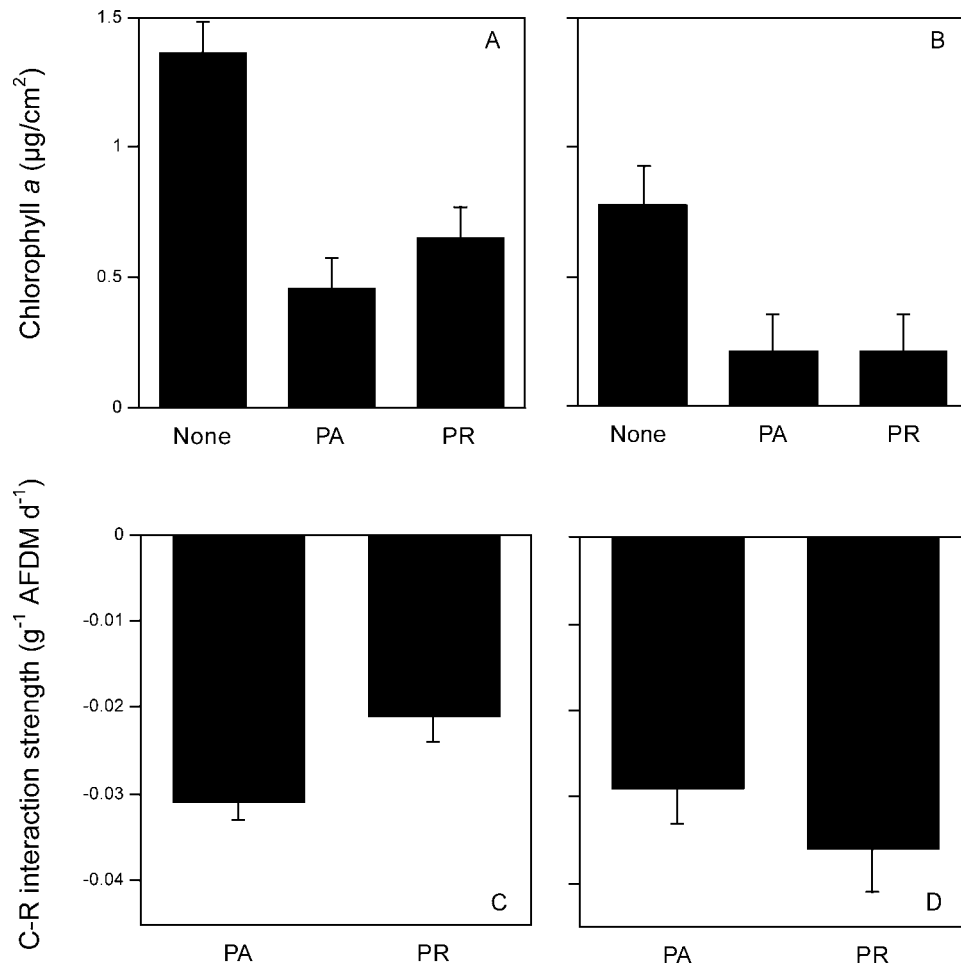 Chlorophyll a (µg/cm²)
1.5
1
0.5
0
A
None PA PR
B
None PA PR
C-R interaction strength (g⁻¹ AFDM d⁻¹)
0
-0.01
-0.02
-0.03
-0.04
C
PA PR
D
PA PR